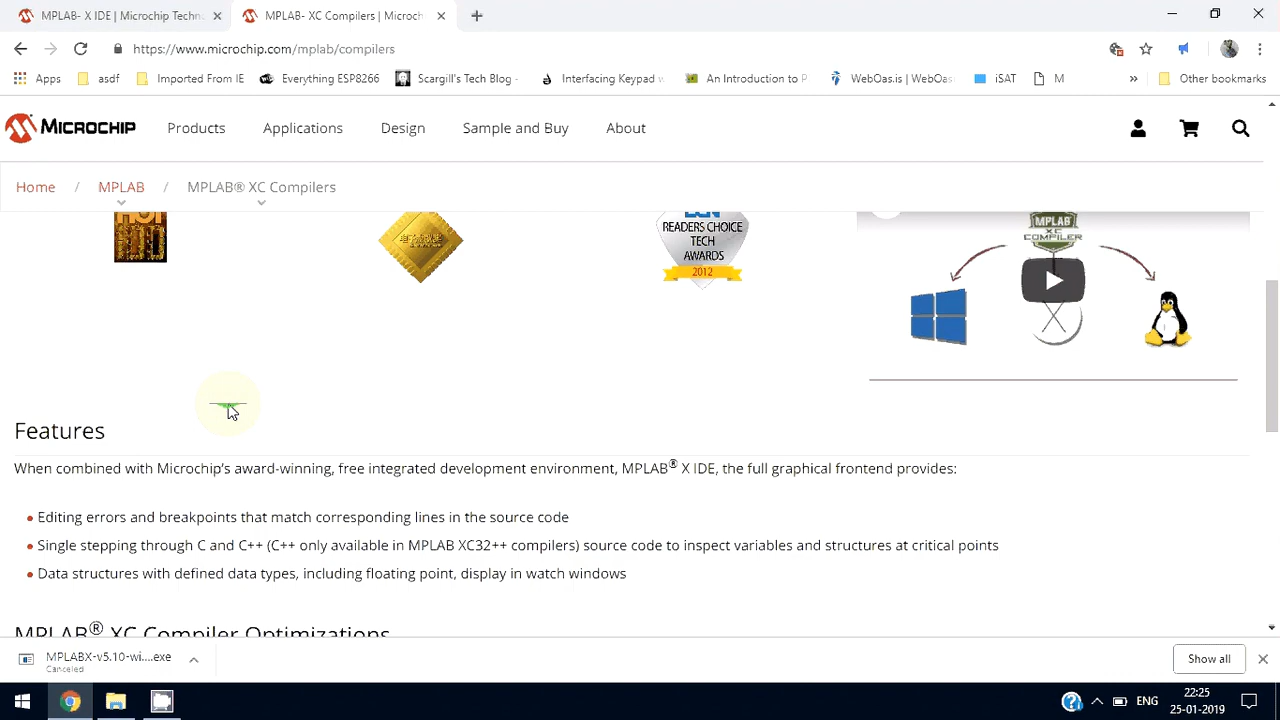 MPLAB- X IDE | Microchip Techno
MPLAB- XC Compilers | Microch
https://www.microchip.com/mplab/compilers
Apps
asdf
Imported From IE
Everything ESP8266
Scargill's Tech Blog -
Interfacing Keypad w
An Introduction to P
WebOas.is | WebOas
iSAT
M
»
Other bookmarks
MICROCHIP
Products
Applications
Design
Sample and Buy
About
Home / MPLAB / MPLAB® XC Compilers
READERS CHOICE
TECH
AWARDS
2012
MPLAB
XC
COMPILER
Features
When combined with Microchip's award-winning, free integrated development environment, MPLAB® X IDE, the full graphical frontend provides:
Editing errors and breakpoints that match corresponding lines in the source code
Single stepping through C and C++ (C++ only available in MPLAB XC32++ compilers) source code to inspect variables and structures at critical points
Data structures with defined data types, including floating point, display in watch windows
MPLAB® XC Compiler Optimizations
MPLABX-v5.10-wi....exe
Canceled
Show all
ENG
22:25
25-01-2019